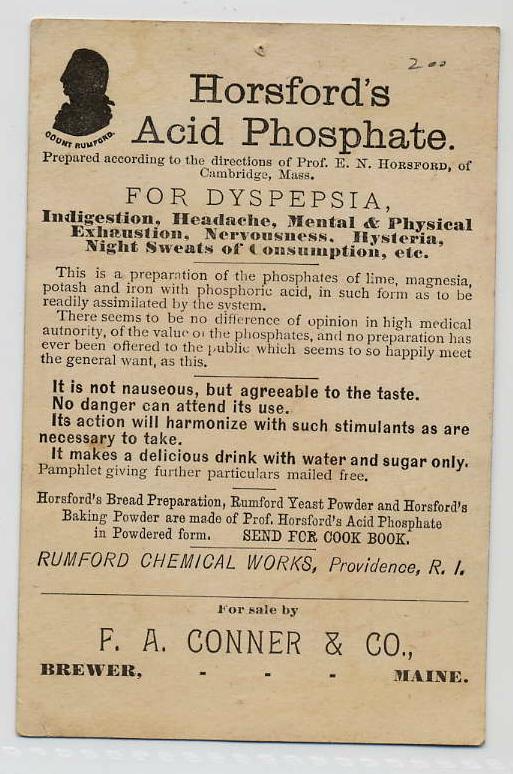 200
COUNT RUMFORD.
Horsford's
Acid Phosphate.
Prepared according to the directions of Prof. E. N. HORSFORD, of
Cambridge, Mass.
FOR DYSPEPSIA,
Indigestion, Headache, Mental & Physical
Exhaustion, Nervousness, Hysteria,
Night Sweats of Consumption, etc.
This is a preparation of the phosphates of lime, magnesia,
potash and iron with phosphoric acid, in such form as to be
readily assimilated by the system.
There seems to be no difference of opinion in high medical
autnority, of the value of the phosphates, and no preparation has
ever been offered to the public which seems to so happily meet
the general want, as this.
It is not nauseous, but agreeable to the taste.
No danger can attend its use.
Its action will harmonize with such stimulants as are
necessary to take.
It makes a delicious drink with water and sugar only.
Pamphlet giving further particulars mailed free.
Horsford's Bread Preparation, Rumford Yeast Powder and Horsford's
Baking Powder are made of Prof. Horsford's Acid Phosphate
in Powdered form. SEND FOR COOK BOOK.
RUMFORD CHEMICAL WORKS, Providence, R. I.
For sale by
F. A. CONNER & CO.,
BREWER, - - - MAINE.